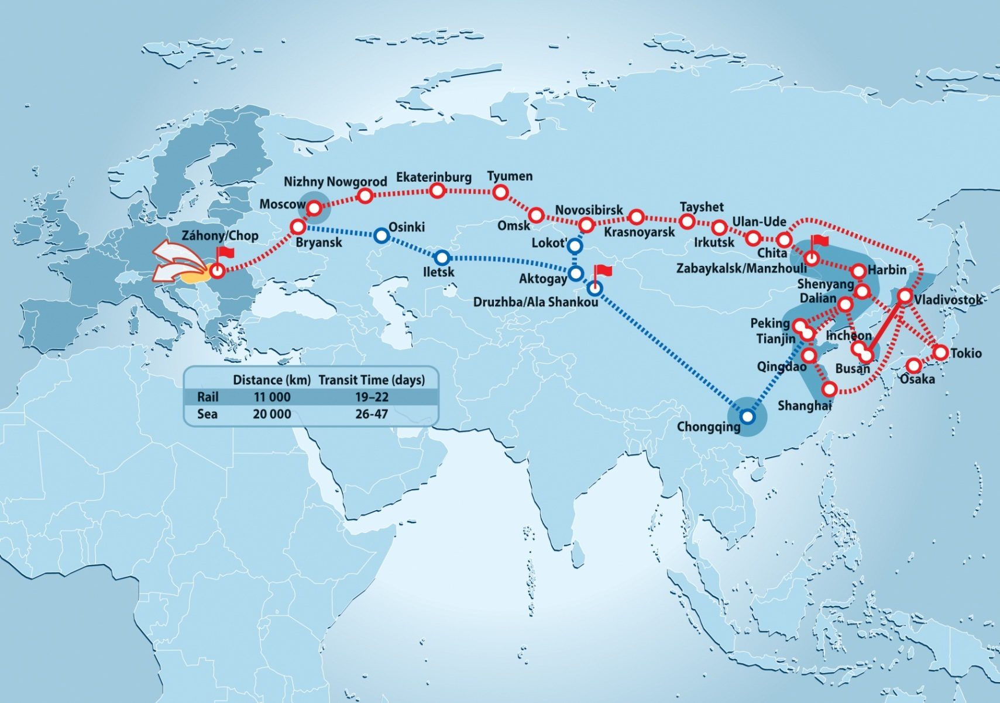 Nizhny Nowgorod
Ekaterinburg
Tyumen
Moscow
Záhony/Chop
Bryansk
Osinki
Iletsk
Omsk
Novosibirsk
Lokot'
Krasnoyarsk
Tayshet
Irkutsk
Ulan-Ude
Chita
Aktogay
Druzhba/Ala Shankou
Zabaykalsk/Manzhouli
Harbin
Shenyang
Dalian
Vladivostok
Peking
Tianjin
Incheon
Qingdao
Busan
Tokio
Osaka
Shanghai
Chongqing
Distance (km) Transit Time (days)
Rail 11 000 19–22
Sea 20 000 26-47